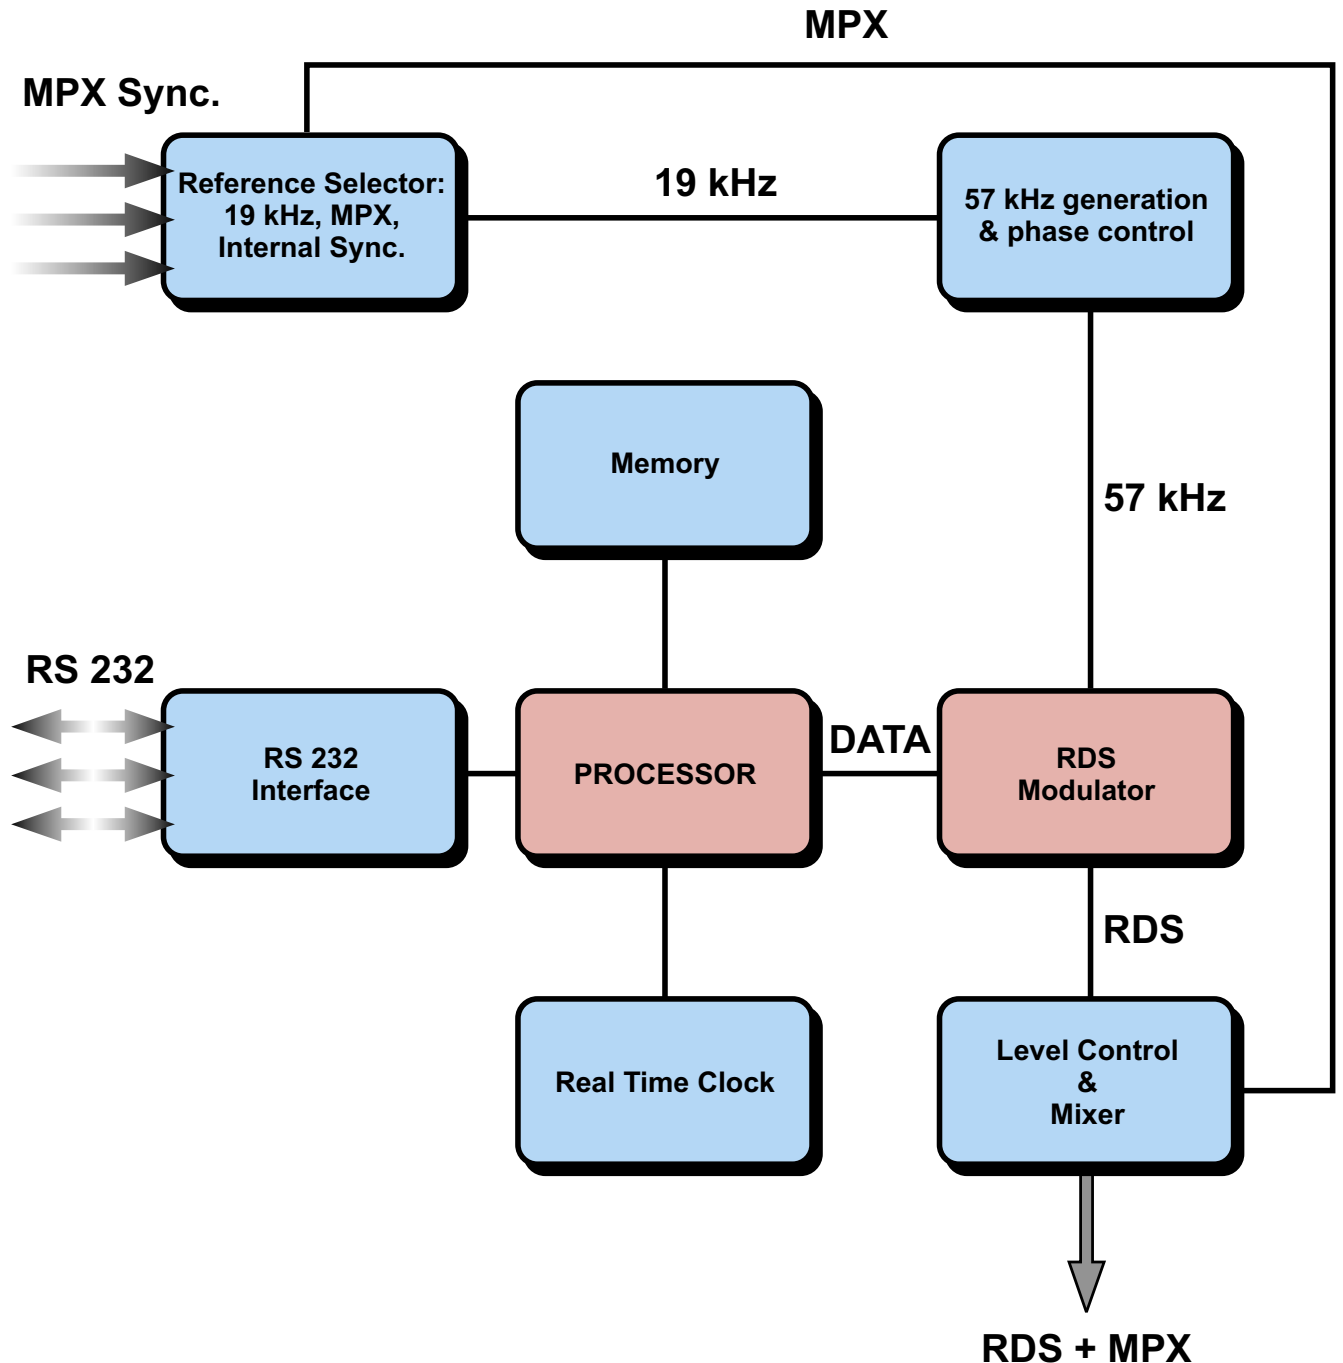 MPX
MPX Sync.
Reference Selector:
19 kHz, MPX,
Internal Sync.
19 kHz
57 kHz generation
& phase control
Memory
57 kHz
RS 232
RS 232
Interface
PROCESSOR
DATA
RDS
Modulator
RDS
Real Time Clock
Level Control
&
Mixer
RDS + MPX